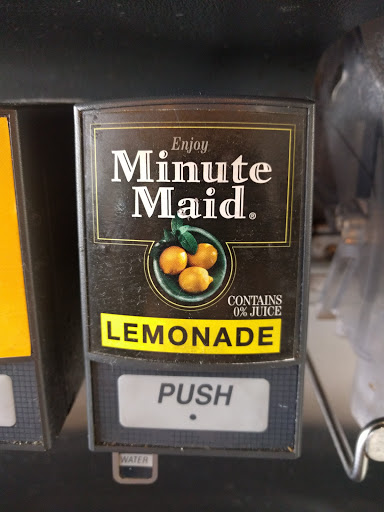 Enjoy
Minute
Maid®
CONTAINS
0% JUICE
LEMONADE
PUSH
WATER